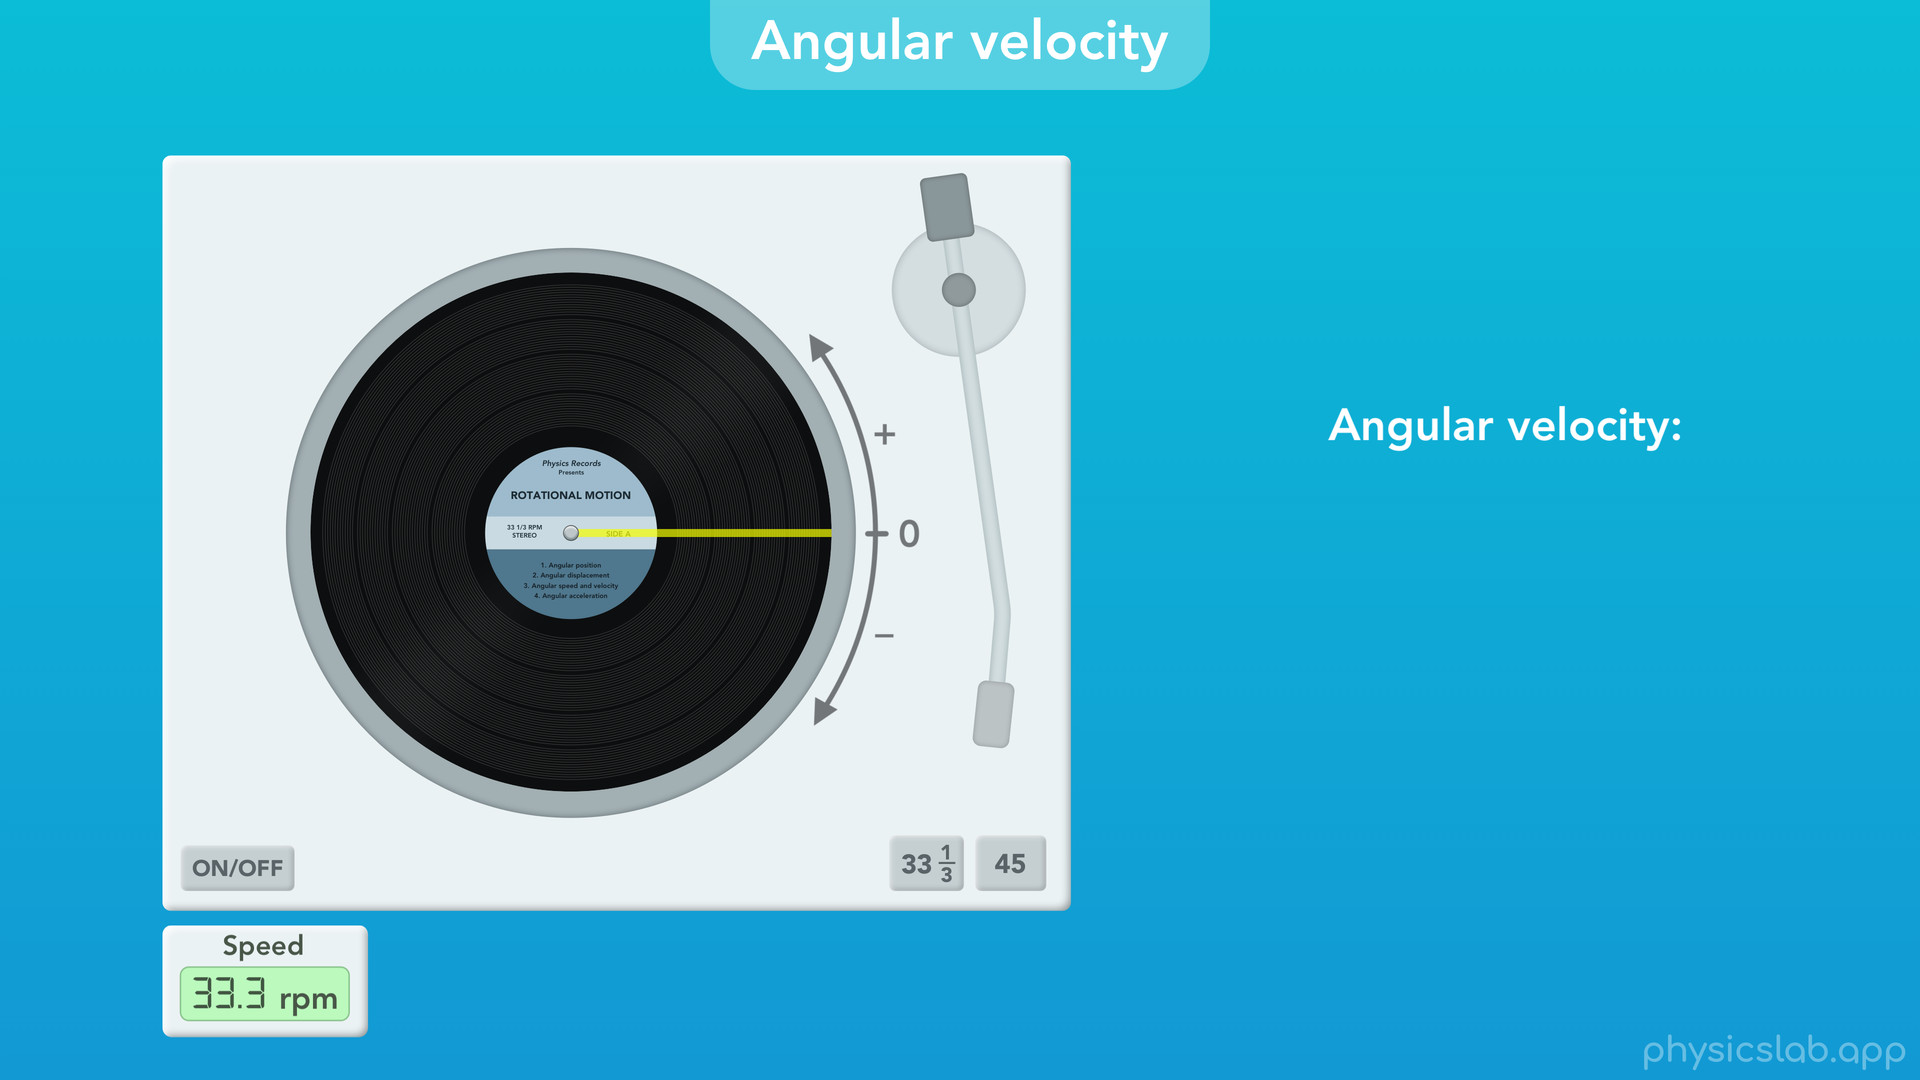 Angular velocity
+
0
−
Physics Records
Presents
ROTATIONAL MOTION
33 1/3 RPM
STEREO
SIDE A
1. Angular position
2. Angular displacement
3. Angular speed and velocity
4. Angular acceleration
Angular velocity:
ON/OFF
33 1/3
45
Speed
33.3 rpm
physicslab.app